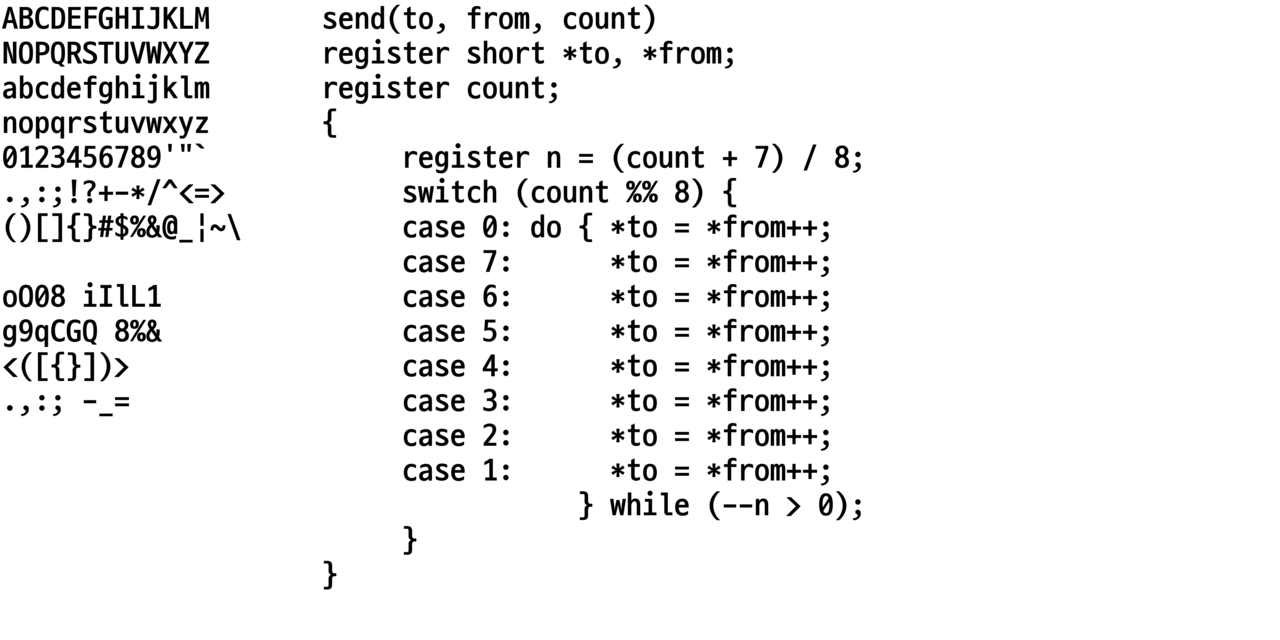 ABCDEFGHIJKLM
NOPQRSTUVWXYZ
abcdefghijklm
nopqrstuvwxyz
0123456789'"`
.,:;!?+-*/^<=>
()[]{}#$%&@_¦~\
oO08 iIlL1
g9qCGQ 8%&
<([{}])>
.,:; -_=
send(to, from, count)
register short *to, *from;
register count;
{
     register n = (count + 7) / 8;
     switch (count %% 8) {
     case 0: do { *to = *from++;
     case 7:      *to = *from++;
     case 6:      *to = *from++;
     case 5:      *to = *from++;
     case 4:      *to = *from++;
     case 3:      *to = *from++;
     case 2:      *to = *from++;
     case 1:      *to = *from++;
                } while (--n > 0);
     }
}